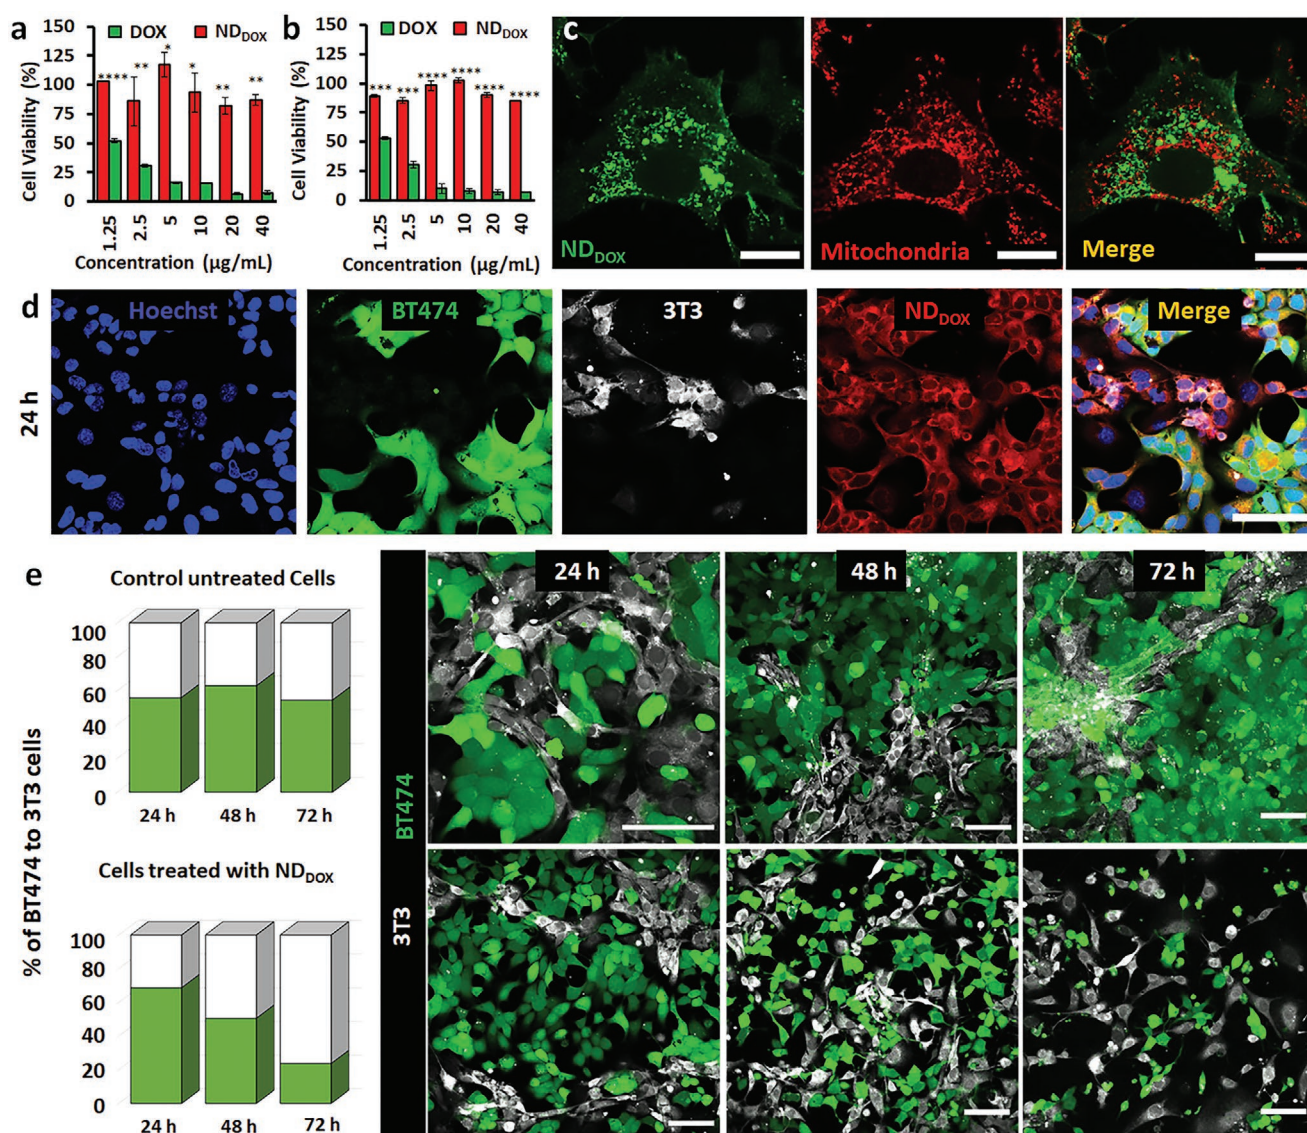 a
150
125
100
75
50
25
0
Cell Viability (%)
DOX
NDDOX
****
**
*
*
**
**
1.25
2.5
5
10
20
40
Concentration (µg/mL)
b
150
125
100
75
50
25
0
Cell Viability (%)
DOX
NDDOX
***
***
****
****
****
****
1.25
2.5
5
10
20
40
Concentration (µg/mL)
c
NDDOX
Mitochondria
Merge
d
24 h
Hoechst
BT474
3T3
NDDOX
Merge
e
% of BT474 to 3T3 cells
Control untreated Cells
100
80
60
40
20
0
24 h
48 h
72 h
Cells treated with NDDOX
100
80
60
40
20
0
24 h
48 h
72 h
3T3
BT474
24 h
48 h
72 h